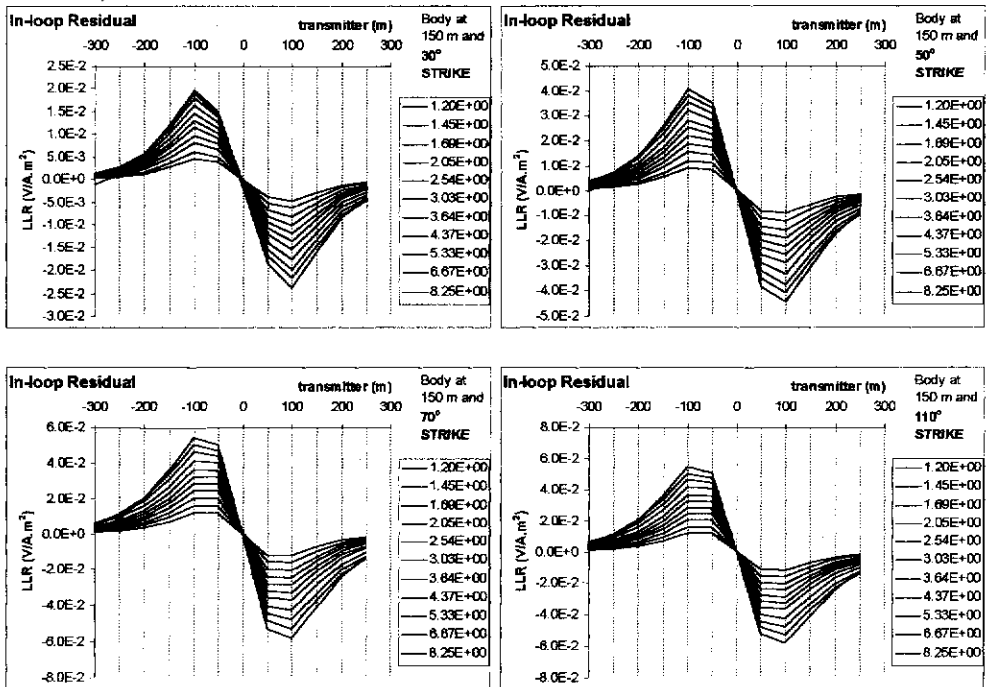 In-loop Residual
transmitter (m)
Body at
150 m and
30°
STRIKE
-300 -200 -100 0 100 200 300
2.5E-2
2.0E-2
1.5E-2
1.0E-2
5.0E-3
0.0E+0
-5.0E-3
-1.0E-2
-1.5E-2
-2.0E-2
-2.5E-2
-3.0E-2
LLR (V/A.m²)
1.20E+00
1.45E+00
1.69E+00
2.05E+00
2.54E+00
3.03E+00
3.64E+00
4.37E+00
5.33E+00
6.67E+00
8.25E+00
In-loop Residual
transmitter (m)
Body at
150 m and
50°
STRIKE
-300 -200 -100 0 100 200 300
5.0E-2
4.0E-2
3.0E-2
2.0E-2
1.0E-2
0.0E+0
-1.0E-2
-2.0E-2
-3.0E-2
-4.0E-2
-5.0E-2
LLR (V/A.m²)
1.20E+00
1.45E+00
1.69E+00
2.05E+00
2.54E+00
3.03E+00
3.64E+00
4.37E+00
5.33E+00
6.67E+00
8.25E+00
In-loop Residual
transmitter (m)
Body at
150 m and
70°
STRIKE
-300 -200 -100 0 100 200 300
6.0E-2
4.0E-2
2.0E-2
0.0E+0
-2.0E-2
-4.0E-2
-6.0E-2
-8.0E-2
LLR (V/A.m²)
1.20E+00
1.45E+00
1.69E+00
2.05E+00
2.54E+00
3.03E+00
3.64E+00
4.37E+00
5.33E+00
6.67E+00
8.25E+00
In-loop Residual
transmitter (m)
Body at
150 m and
110°
STRIKE
-300 -200 -100 0 100 200 300
8.0E-2
6.0E-2
4.0E-2
2.0E-2
0.0E+0
-2.0E-2
-4.0E-2
-6.0E-2
-8.0E-2
LLR (V/A.m²)
1.20E+00
1.45E+00
1.69E+00
2.05E+00
2.54E+00
3.03E+00
3.64E+00
4.37E+00
5.33E+00
6.67E+00
8.25E+00